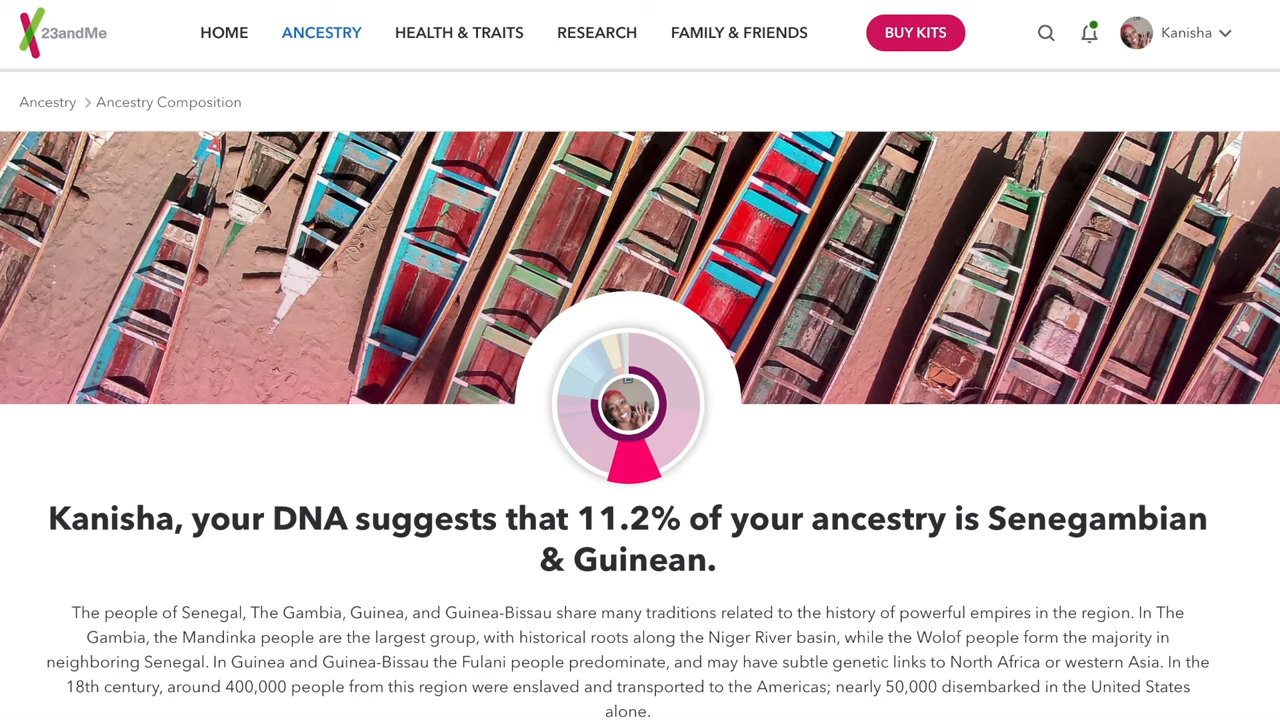 23andMe
HOME
ANCESTRY
HEALTH & TRAITS
RESEARCH
FAMILY & FRIENDS
BUY KITS
Kanisha
Ancestry
Ancestry Composition
Kanisha, your DNA suggests that 11.2% of your ancestry is Senegambian
& Guinean.
The people of Senegal, The Gambia, Guinea, and Guinea-Bissau share many traditions related to the history of powerful empires in the region. In The
Gambia, the Mandinka people are the largest group, with historical roots along the Niger River basin, while the Wolof people form the majority in
neighboring Senegal. In Guinea and Guinea-Bissau the Fulani people predominate, and may have subtle genetic links to North Africa or western Asia. In the
18th century, around 400,000 people from this region were enslaved and transported to the Americas; nearly 50,000 disembarked in the United States
alone.